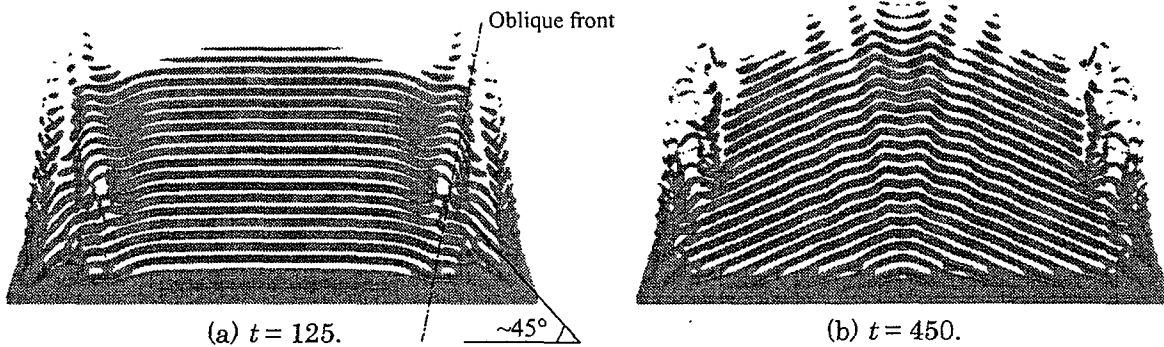 Oblique front
~45°
(a) t = 125.
(b) t = 450.